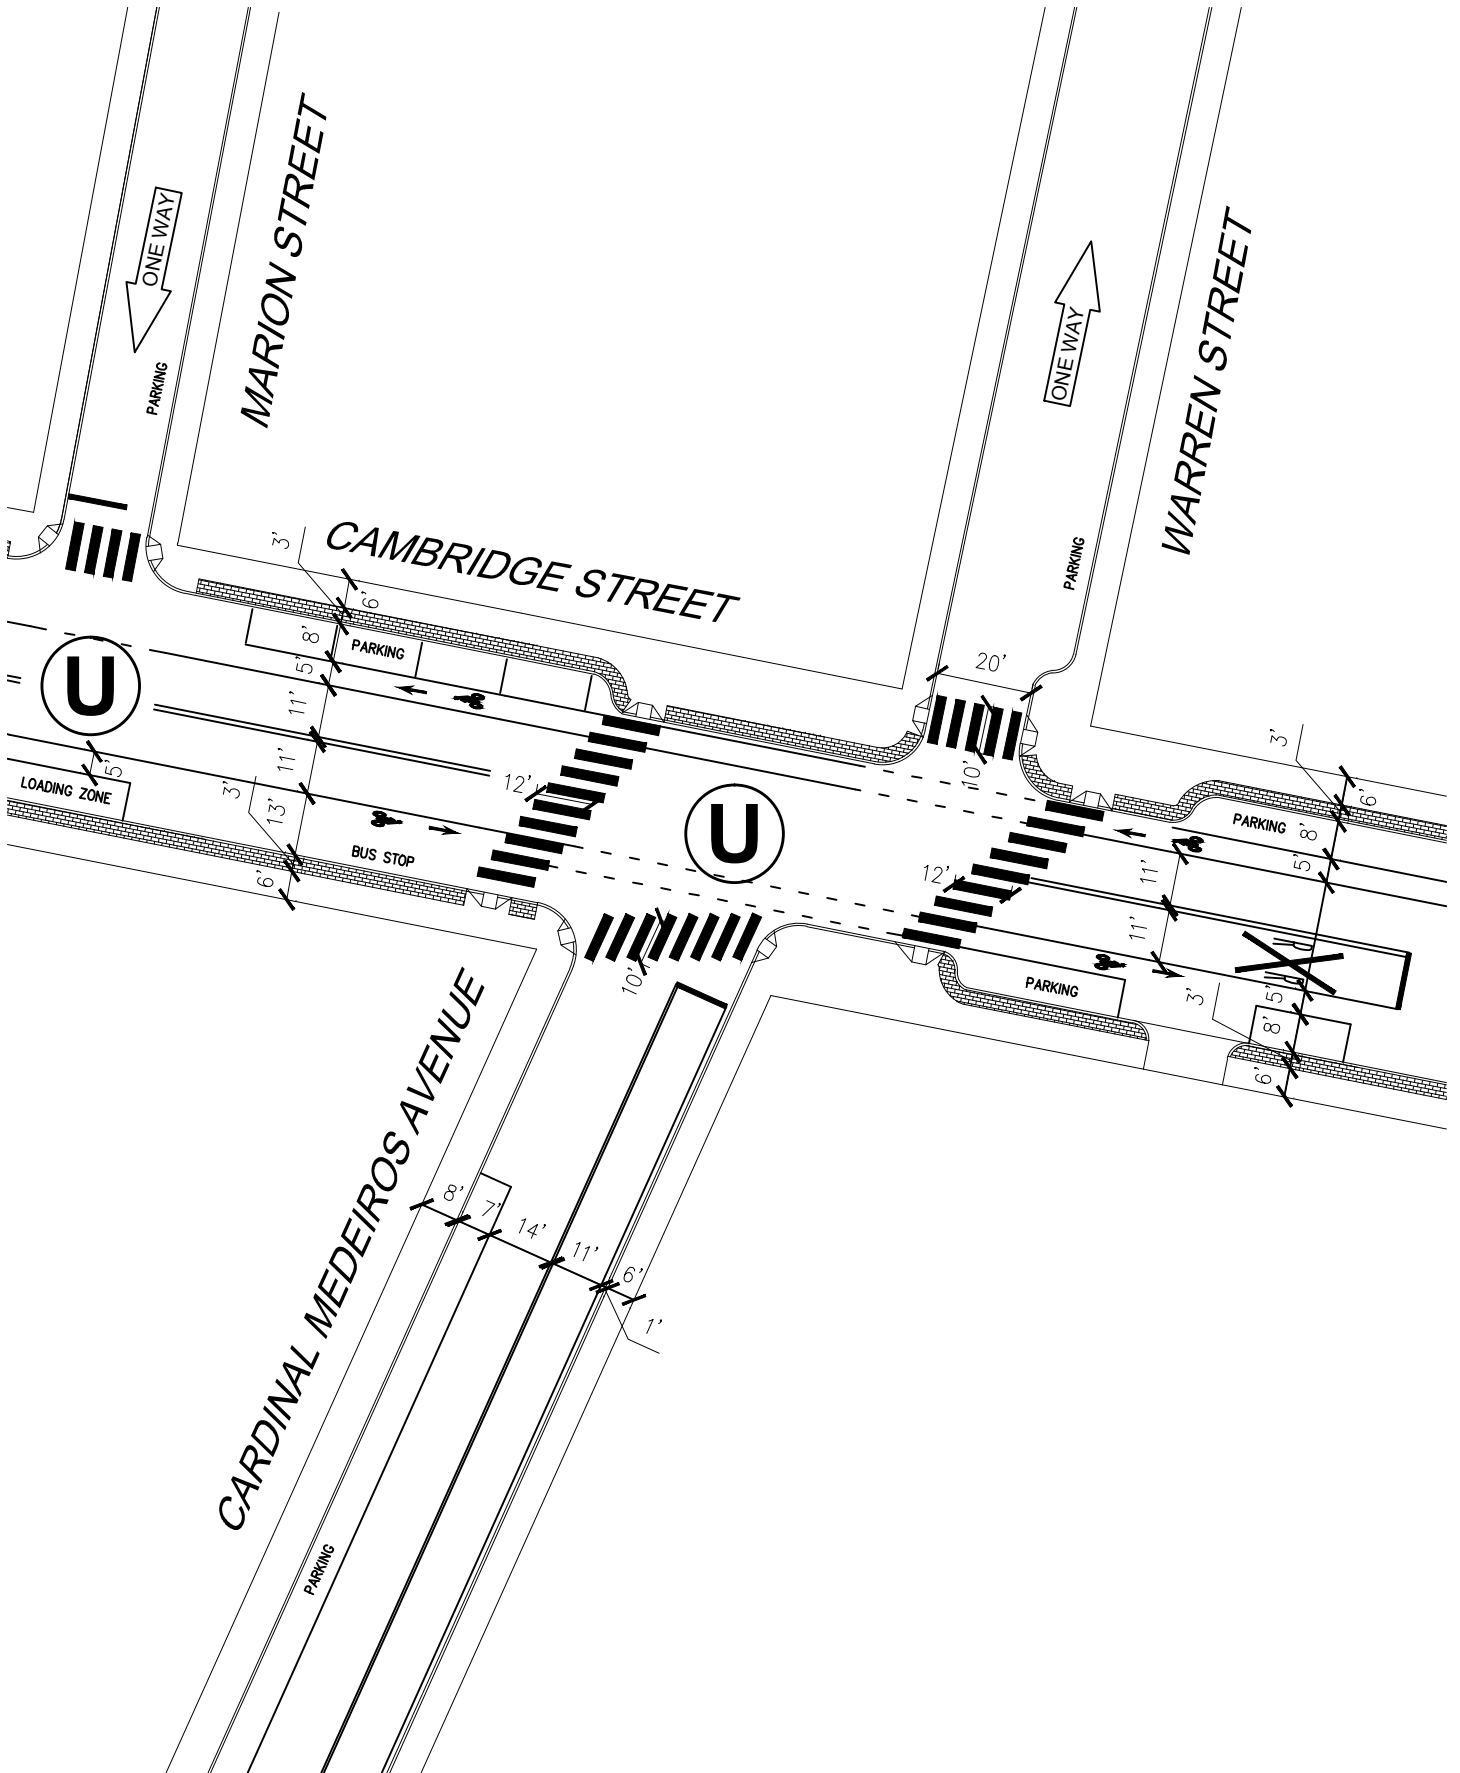 MARION STREET
ONE WAY
PARKING
WARREN STREET
ONE WAY
PARKING
CAMBRIDGE STREET
3'
6'
8'
PARKING
5'
11'
11'
13'
3'
6'
U
5'
LOADING ZONE
BUS STOP
12'
20'
10'
U
12'
3'
6'
8'
PARKING
5'
11'
11'
PARKING
3'
5'
8'
6'
RR
10'
CARDINAL MEDEIROS AVENUE
8'
7'
14'
11'
6'
1'
PARKING